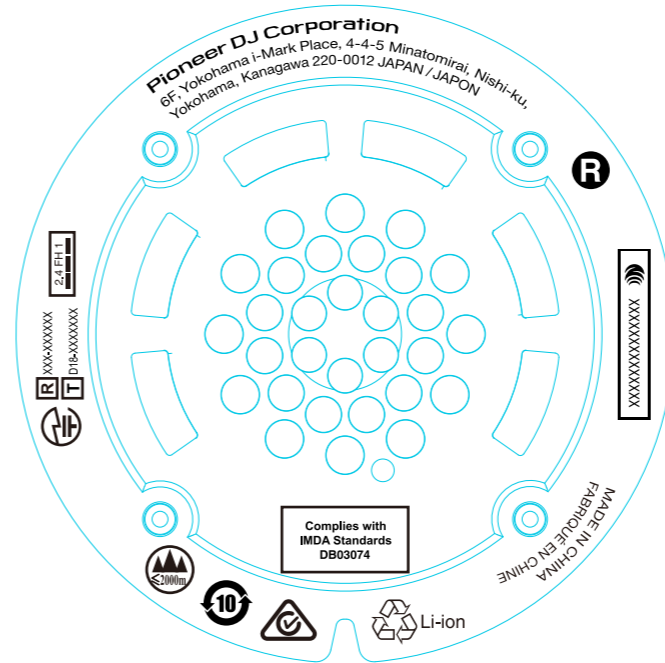 Pioneer DJ Corporation
6F, Yokohama i-Mark Place, 4-4-5 Minatomirai, Nishi-ku,
Yokohama, Kanagawa 220-0012 JAPAN / JAPON
R
2.4 FH 1
R XXX-XXXXXX
T D18-XXXXXXX
XXXXXXXXXXXXXXX
MADE IN CHINA
FABRIQUÉ EN CHINE
Complies with
IMDA Standards
DB03074
≤2000m
10
Li-ion